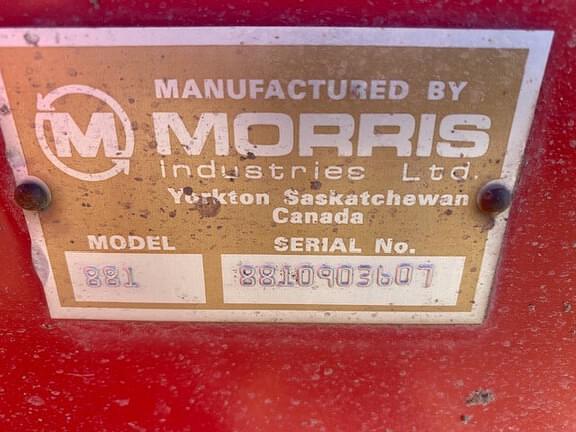 MANUFACTURED BY
M MORRIS
industries Ltd.
Yorkton Saskatchewan
Canada
MODEL SERIAL No.
881 8810903607